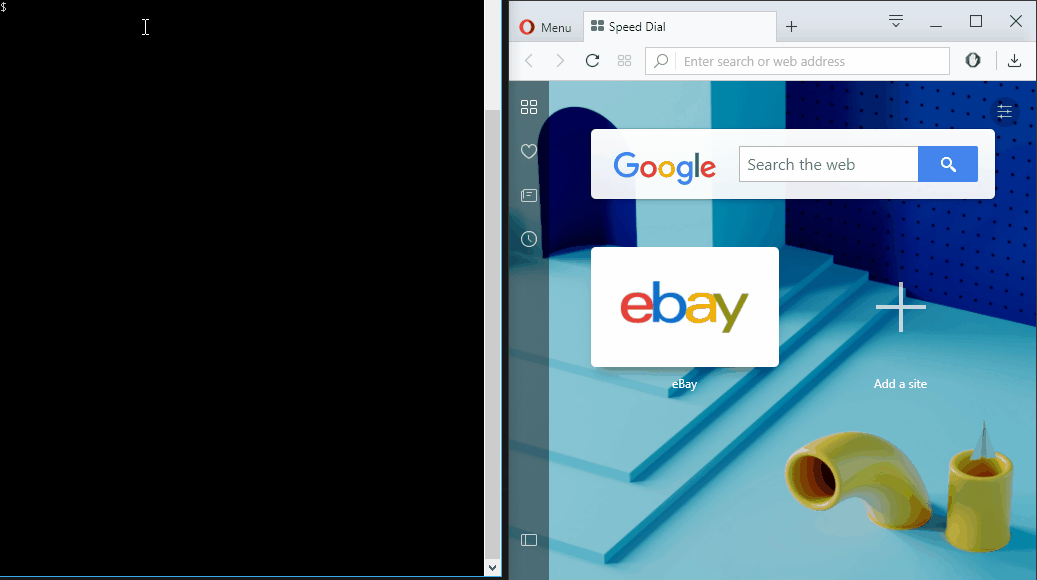 $
Menu
Speed Dial
Enter search or web address
Google
Search the web
ebay
eBay
Add a site